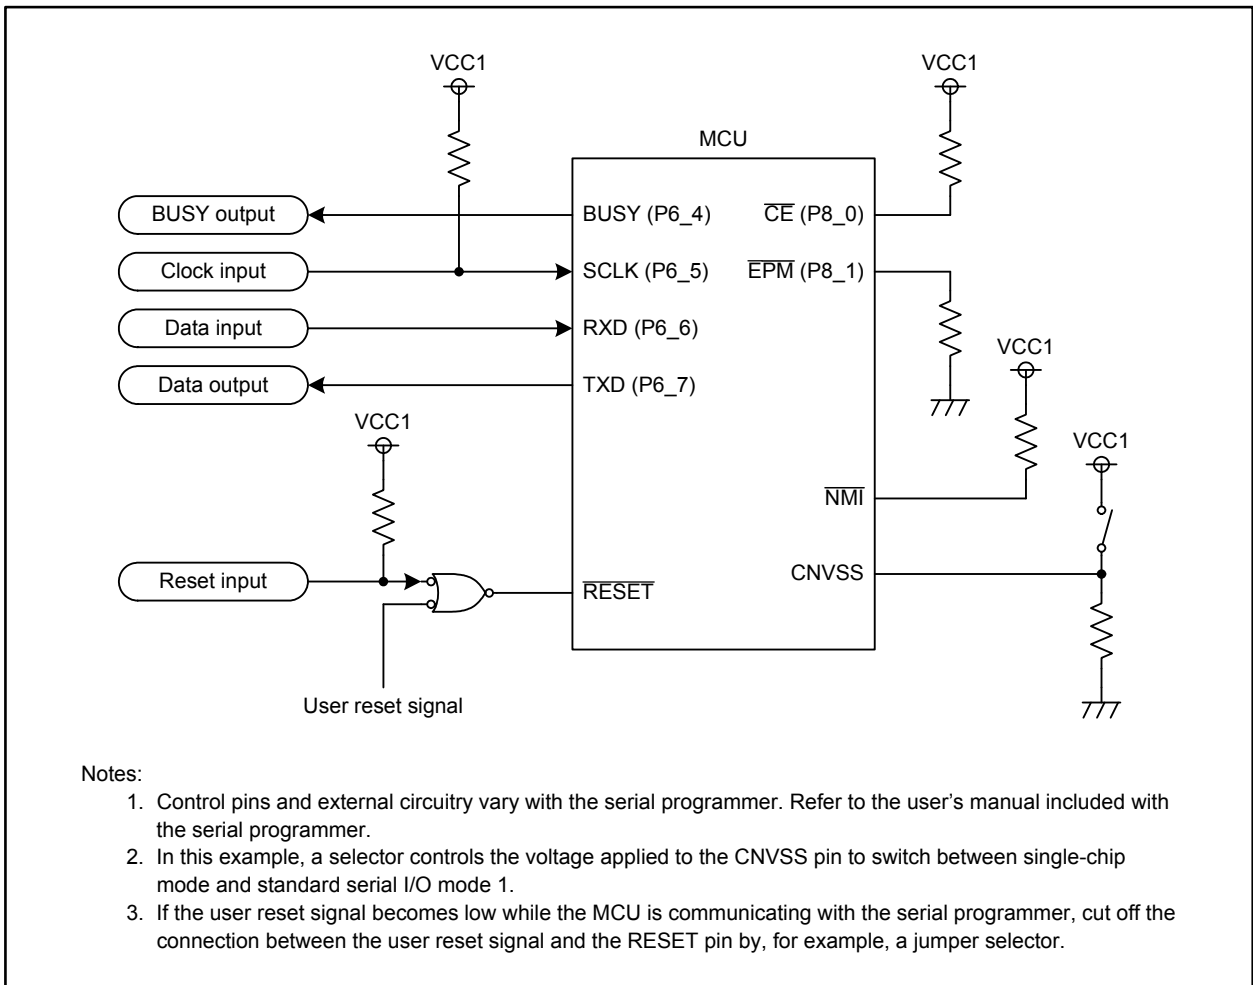 VCC1
VCC1
MCU
BUSY output
BUSY (P6_4)
CE (P8_0)
Clock input
SCLK (P6_5)
EPM (P8_1)
Data input
RXD (P6_6)
VCC1
Data output
TXD (P6_7)
VCC1
VCC1
NMI
Reset input
CNVSS
RESET
User reset signal
Notes:
1. Control pins and external circuitry vary with the serial programmer. Refer to the user’s manual included with
the serial programmer.
2. In this example, a selector controls the voltage applied to the CNVSS pin to switch between single-chip
mode and standard serial I/O mode 1.
3. If the user reset signal becomes low while the MCU is communicating with the serial programmer, cut off the
connection between the user reset signal and the RESET pin by, for example, a jumper selector.